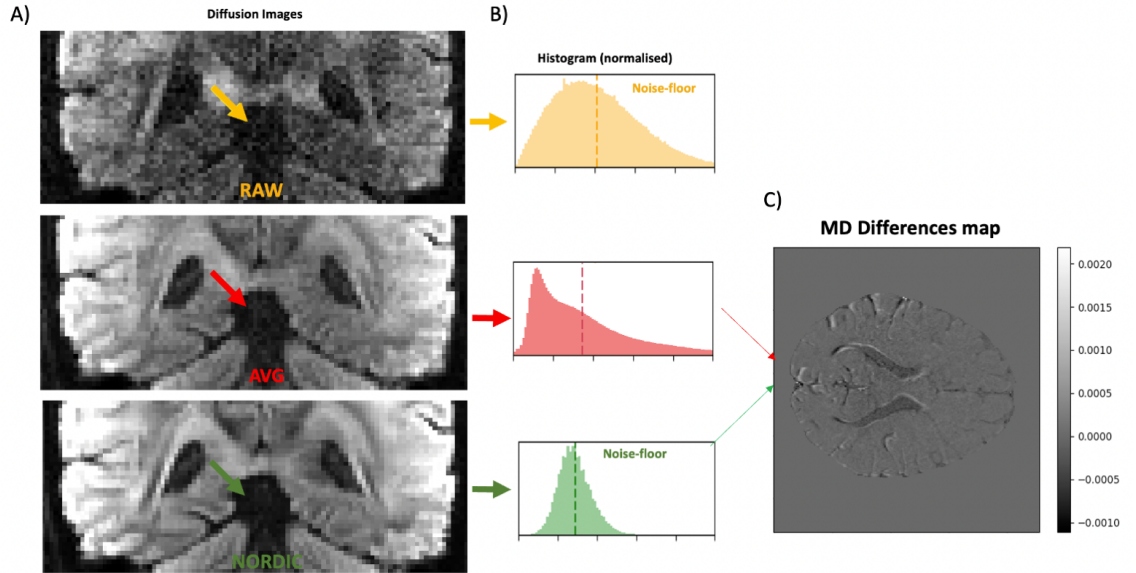 A)
Diffusion Images
B)
RAW
Histogram (normalised)
Noise-floor
AVG
C)
MD Differences map
NORDIC
Noise-floor
0.0020
0.0015
0.0010
0.0005
0.0000
−0.0005
−0.0010